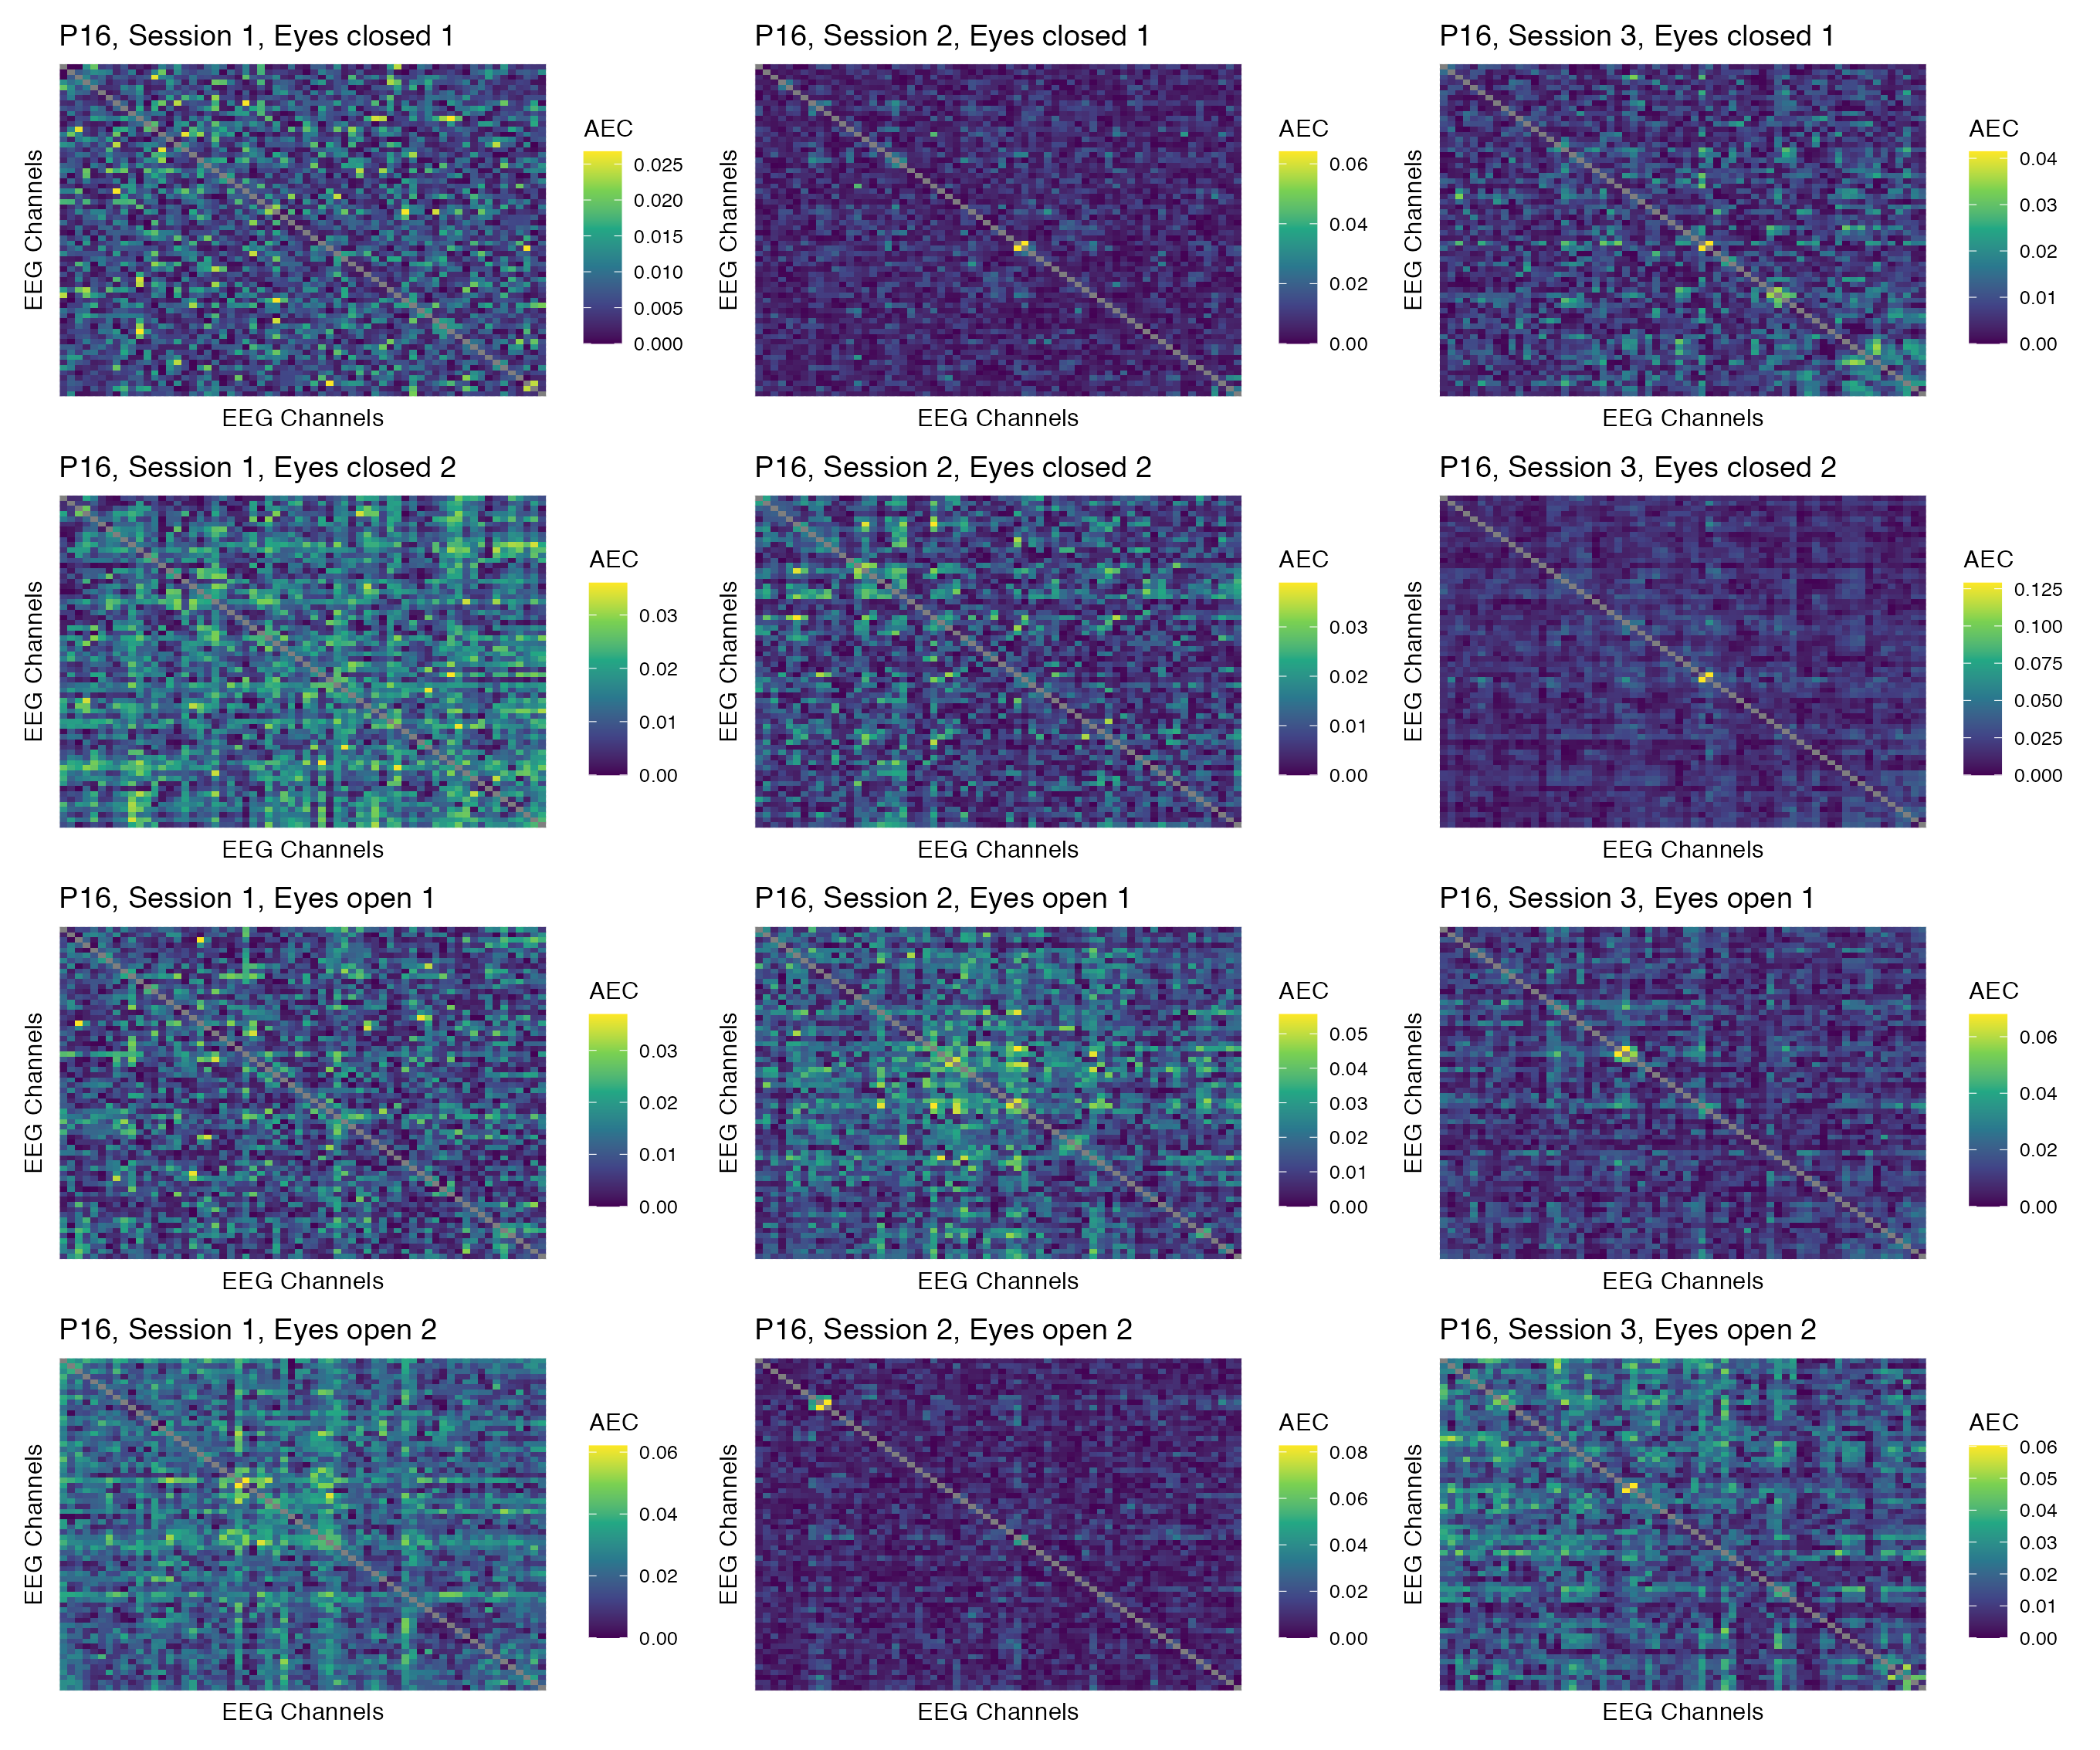 P16, Session 1, Eyes closed 1
EEG Channels
EEG Channels
AEC
0.025
0.020
0.015
0.010
0.005
0.000
P16, Session 2, Eyes closed 1
EEG Channels
EEG Channels
AEC
0.06
0.04
0.02
0.00
P16, Session 3, Eyes closed 1
EEG Channels
EEG Channels
AEC
0.04
0.03
0.02
0.01
0.00
P16, Session 1, Eyes closed 2
EEG Channels
EEG Channels
AEC
0.03
0.02
0.01
0.00
P16, Session 2, Eyes closed 2
EEG Channels
EEG Channels
AEC
0.03
0.02
0.01
0.00
P16, Session 3, Eyes closed 2
EEG Channels
EEG Channels
AEC
0.125
0.100
0.075
0.050
0.025
0.000
P16, Session 1, Eyes open 1
EEG Channels
EEG Channels
AEC
0.03
0.02
0.01
0.00
P16, Session 2, Eyes open 1
EEG Channels
EEG Channels
AEC
0.05
0.04
0.03
0.02
0.01
0.00
P16, Session 3, Eyes open 1
EEG Channels
EEG Channels
AEC
0.06
0.04
0.02
0.00
P16, Session 1, Eyes open 2
EEG Channels
EEG Channels
AEC
0.06
0.04
0.02
0.00
P16, Session 2, Eyes open 2
EEG Channels
EEG Channels
AEC
0.08
0.06
0.04
0.02
0.00
P16, Session 3, Eyes open 2
EEG Channels
EEG Channels
AEC
0.06
0.05
0.04
0.03
0.02
0.01
0.00